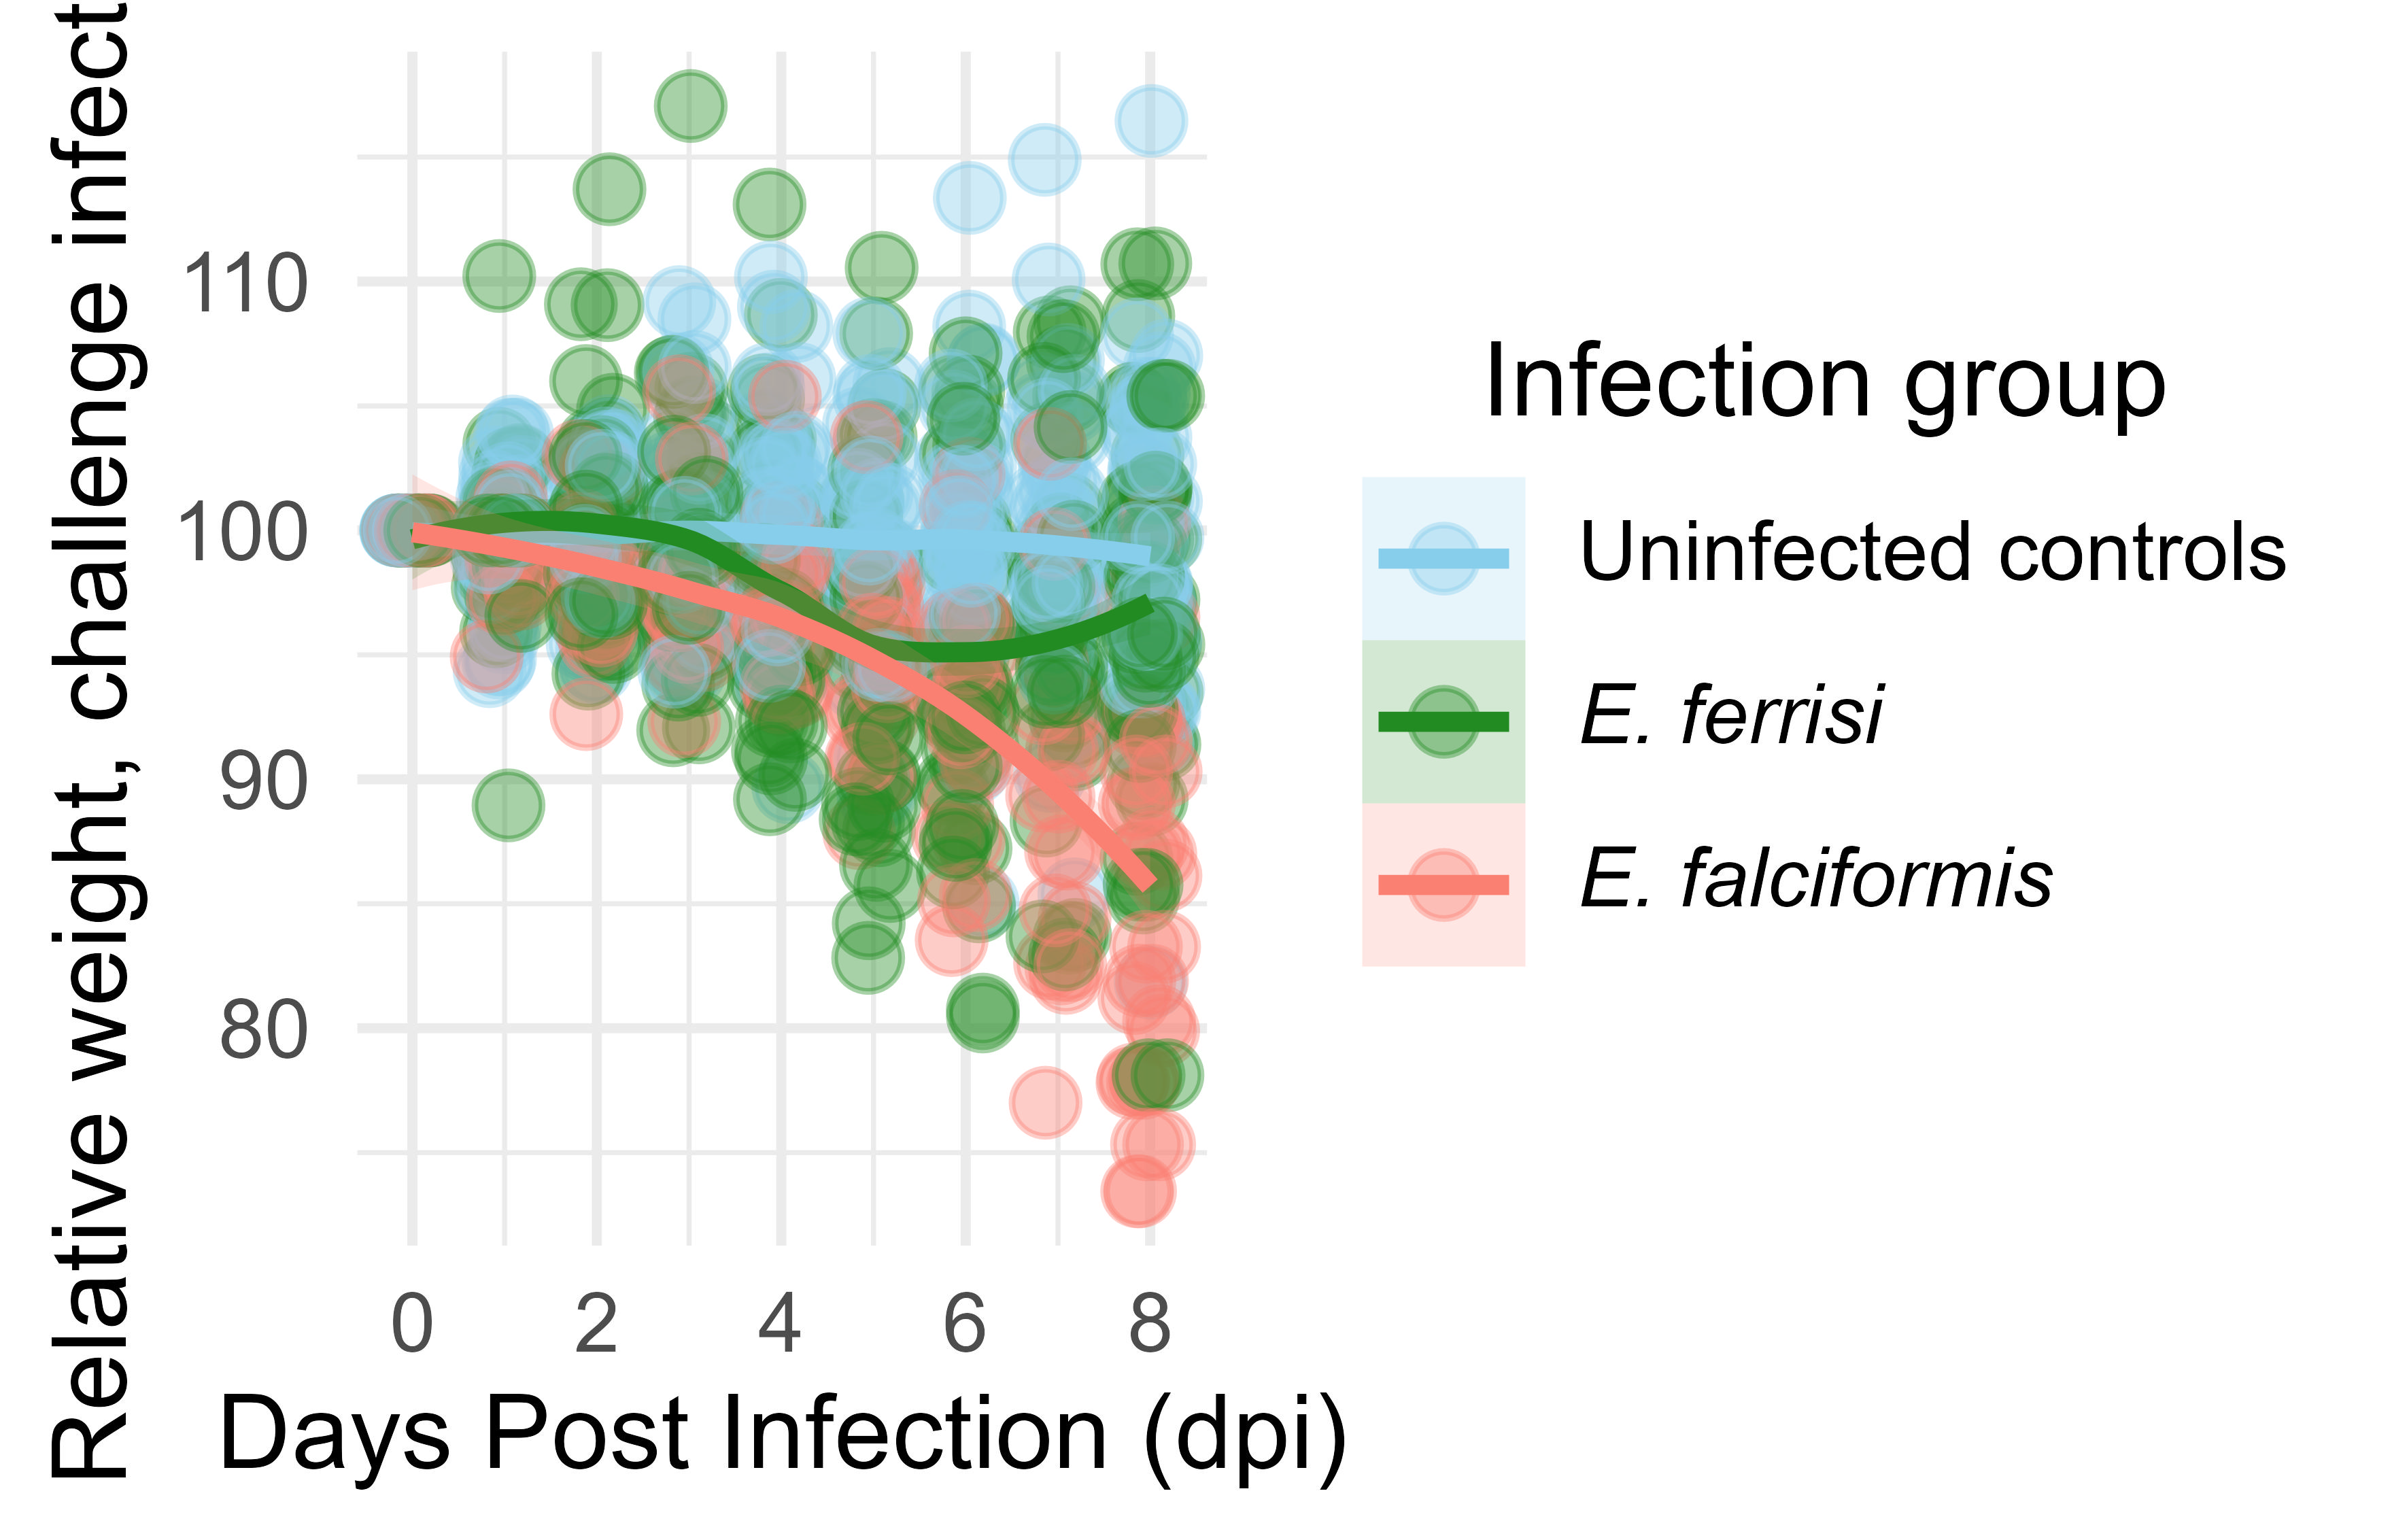 Relative weight, challenge infect
110
100
90
80
0 2 4 6 8
Days Post Infection (dpi)
Infection group
Uninfected controls
E. ferrisi
E. falciformis